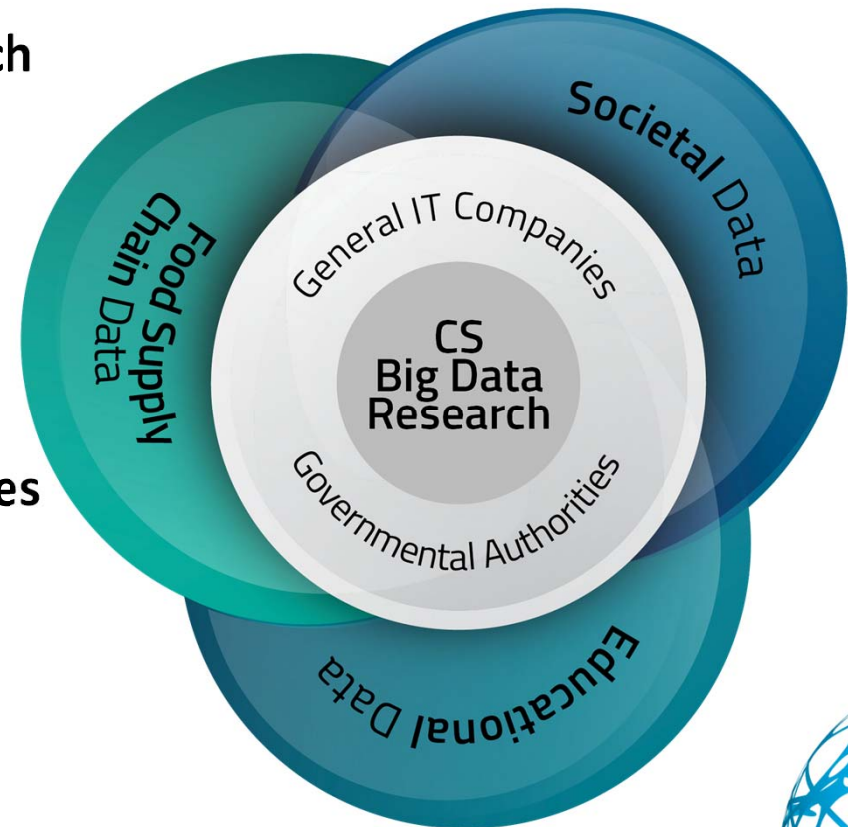 ch
Societal Data
Food Supply
Chain Data
General IT Companies
CS
Big Data
Research
es
Governmental Authorities
Educational Data